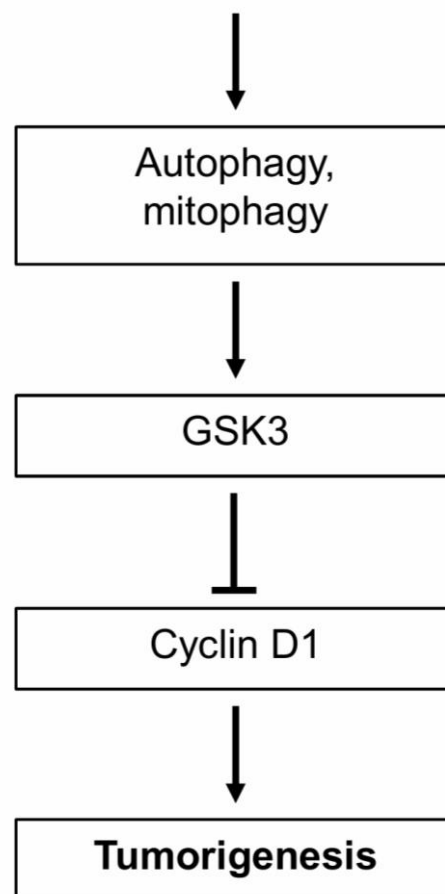 Autophagy,
mitophagy
GSK3
Cyclin D1
Tumorigenesis